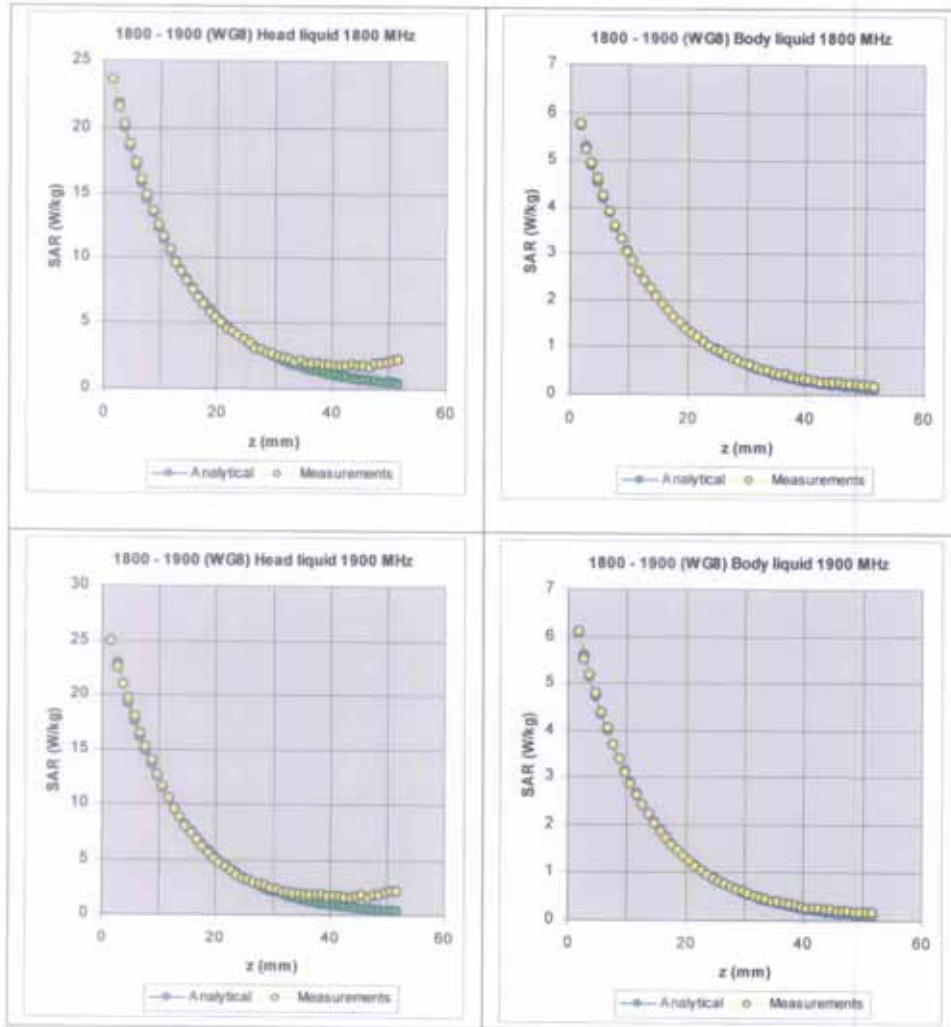 1800 - 1900 (WG8) Head liquid 1800 MHz
25
20
15
10
5
0
SAR (W/kg)
0 20 40 60
z (mm)
Analytical Measurements
1800 - 1900 (WG8) Body liquid 1800 MHz
7
6
5
4
3
2
1
0
SAR (W/kg)
0 20 40 60
z (mm)
Analytical Measurements
1800 - 1900 (WG8) Head liquid 1900 MHz
30
25
20
15
10
5
0
SAR (W/kg)
0 20 40 60
z (mm)
Analytical Measurements
1800 - 1900 (WG8) Body liquid 1900 MHz
7
6
5
4
3
2
1
0
SAR (W/kg)
0 20 40 60
z (mm)
Analytical Measurements